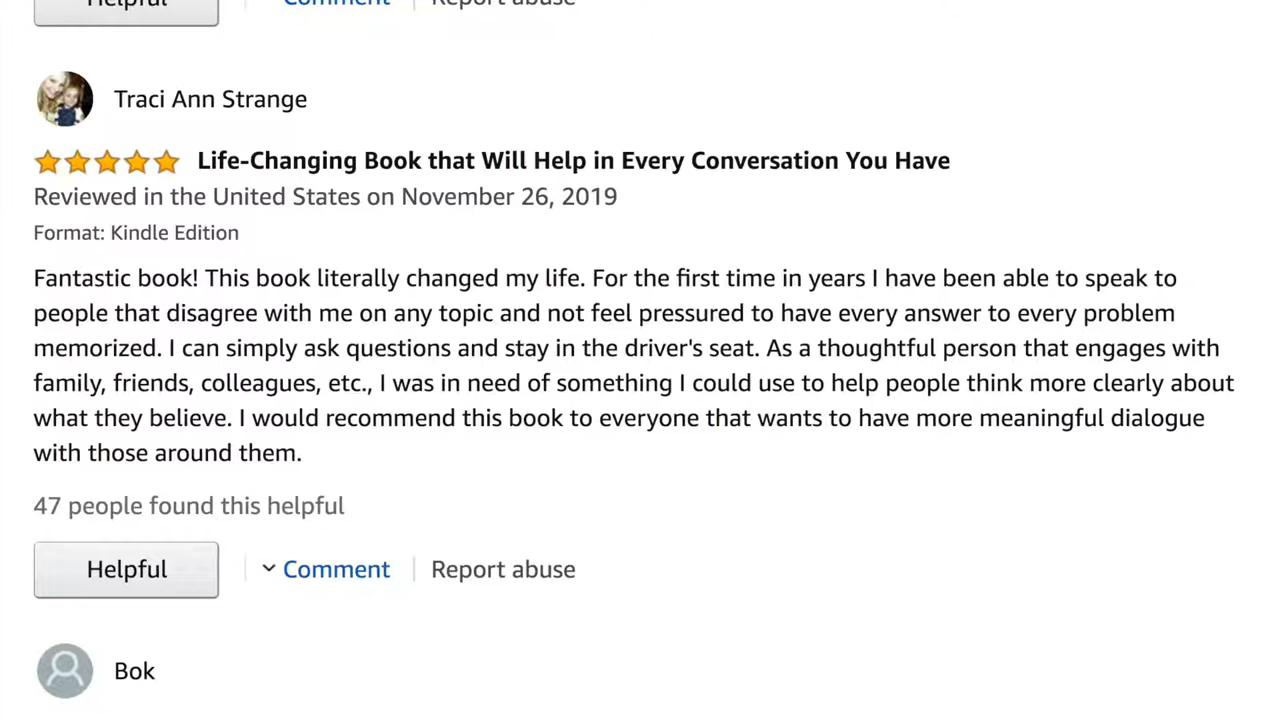 Helpful
Comment
Report abuse
Traci Ann Strange
Life-Changing Book that Will Help in Every Conversation You Have
Reviewed in the United States on November 26, 2019
Format: Kindle Edition
Fantastic book! This book literally changed my life. For the first time in years I have been able to speak to
people that disagree with me on any topic and not feel pressured to have every answer to every problem
memorized. I can simply ask questions and stay in the driver's seat. As a thoughtful person that engages with
family, friends, colleagues, etc., I was in need of something I could use to help people think more clearly about
what they believe. I would recommend this book to everyone that wants to have more meaningful dialogue
with those around them.
47 people found this helpful
Helpful
Comment
Report abuse
Bok